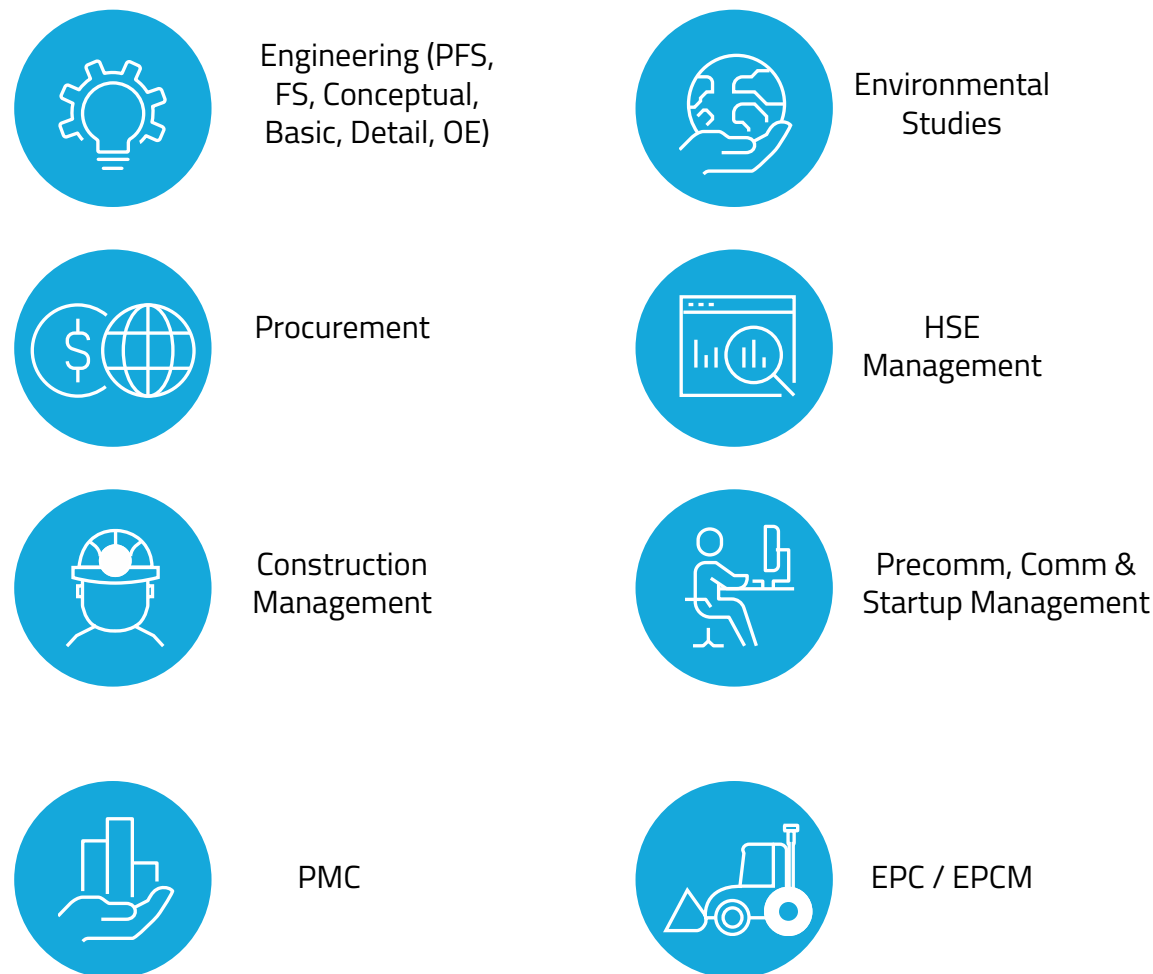 Engineering (PFS,
FS, Conceptual,
Basic, Detail, OE)
Environmental
Studies
$
Procurement
HSE
Management
Construction
Management
Precomm, Comm &
Startup Management
PMC
EPC / EPCM